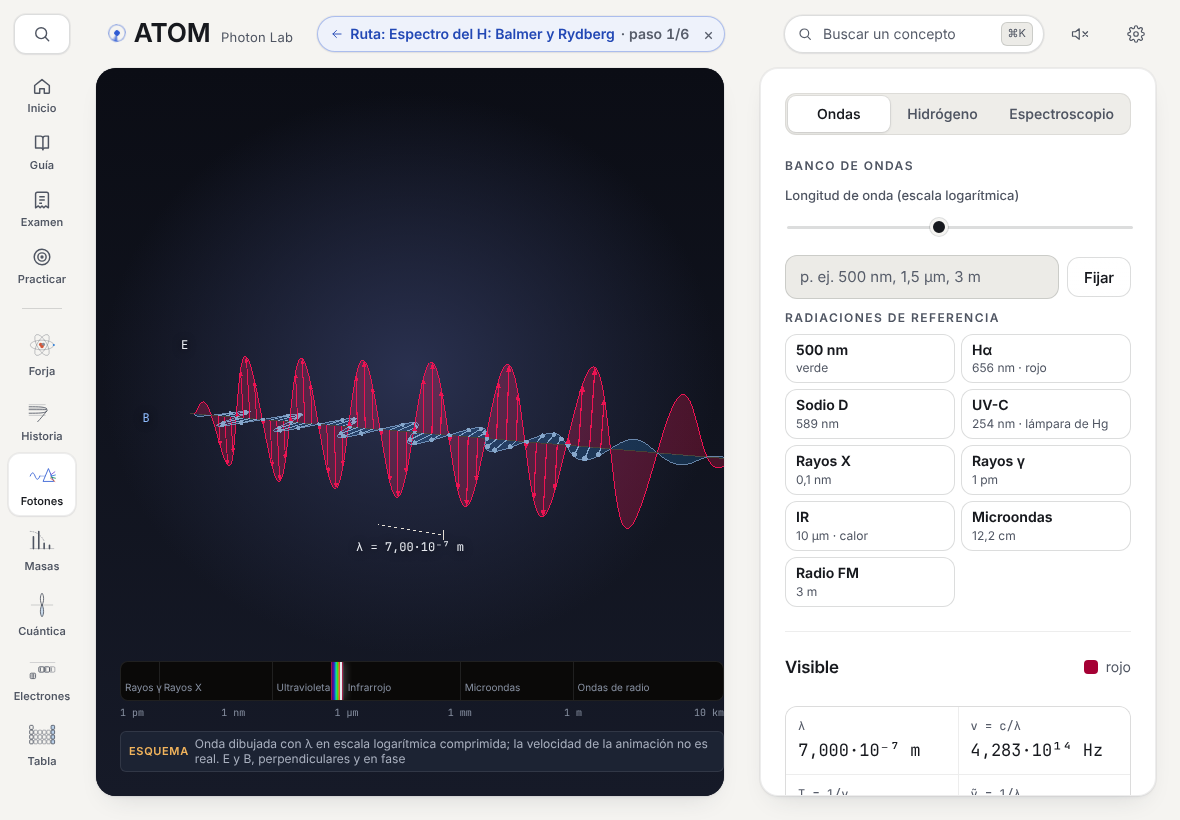 ATOM Photon Lab
← Ruta: Espectro del H: Balmer y Rydberg · paso 1/6 ×
Buscar un concepto ⌘K
Inicio
Guía
Examen
Practicar
Forja
Historia
Fotones
Masas
Cuántica
Electrones
Tabla
E
B
λ = 7,00·10⁻⁷ m
Rayos γ Rayos X Ultravioleta Infrarrojo Microondas Ondas de radio
1 pm 1 nm 1 µm 1 mm 1 m 10 km
ESQUEMA Onda dibujada con λ en escala logarítmica comprimida; la velocidad de la animación no es
real. E y B, perpendiculares y en fase
Ondas Hidrógeno Espectroscopio
BANCO DE ONDAS
Longitud de onda (escala logarítmica)
p. ej. 500 nm, 1,5 µm, 3 m Fijar
RADIACIONES DE REFERENCIA
500 nm
verde
Hα
656 nm · rojo
Sodio D
589 nm
UV-C
254 nm · lámpara de Hg
Rayos X
0,1 nm
Rayos γ
1 pm
IR
10 µm · calor
Microondas
12,2 cm
Radio FM
3 m
Visible rojo
λ
7,000·10⁻⁷ m
ν = c/λ
4,283·10¹⁴ Hz
T = 1/ν
ṽ = 1/λ